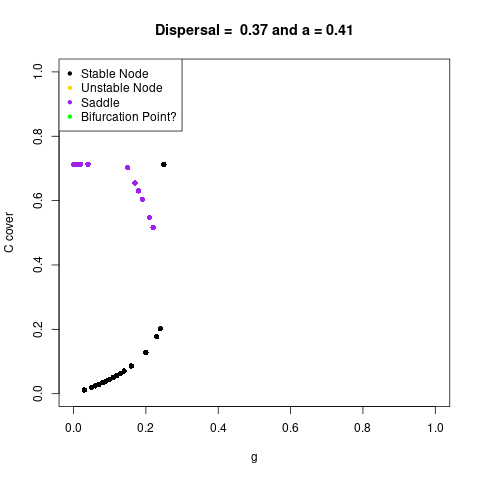 Dispersal =  0.37 and a = 0.41
Stable Node
Unstable Node
Saddle
Bifurcation Point?
C cover
1.0
0.8
0.6
0.4
0.2
0.0
0.0 0.2 0.4 0.6 0.8 1.0
g